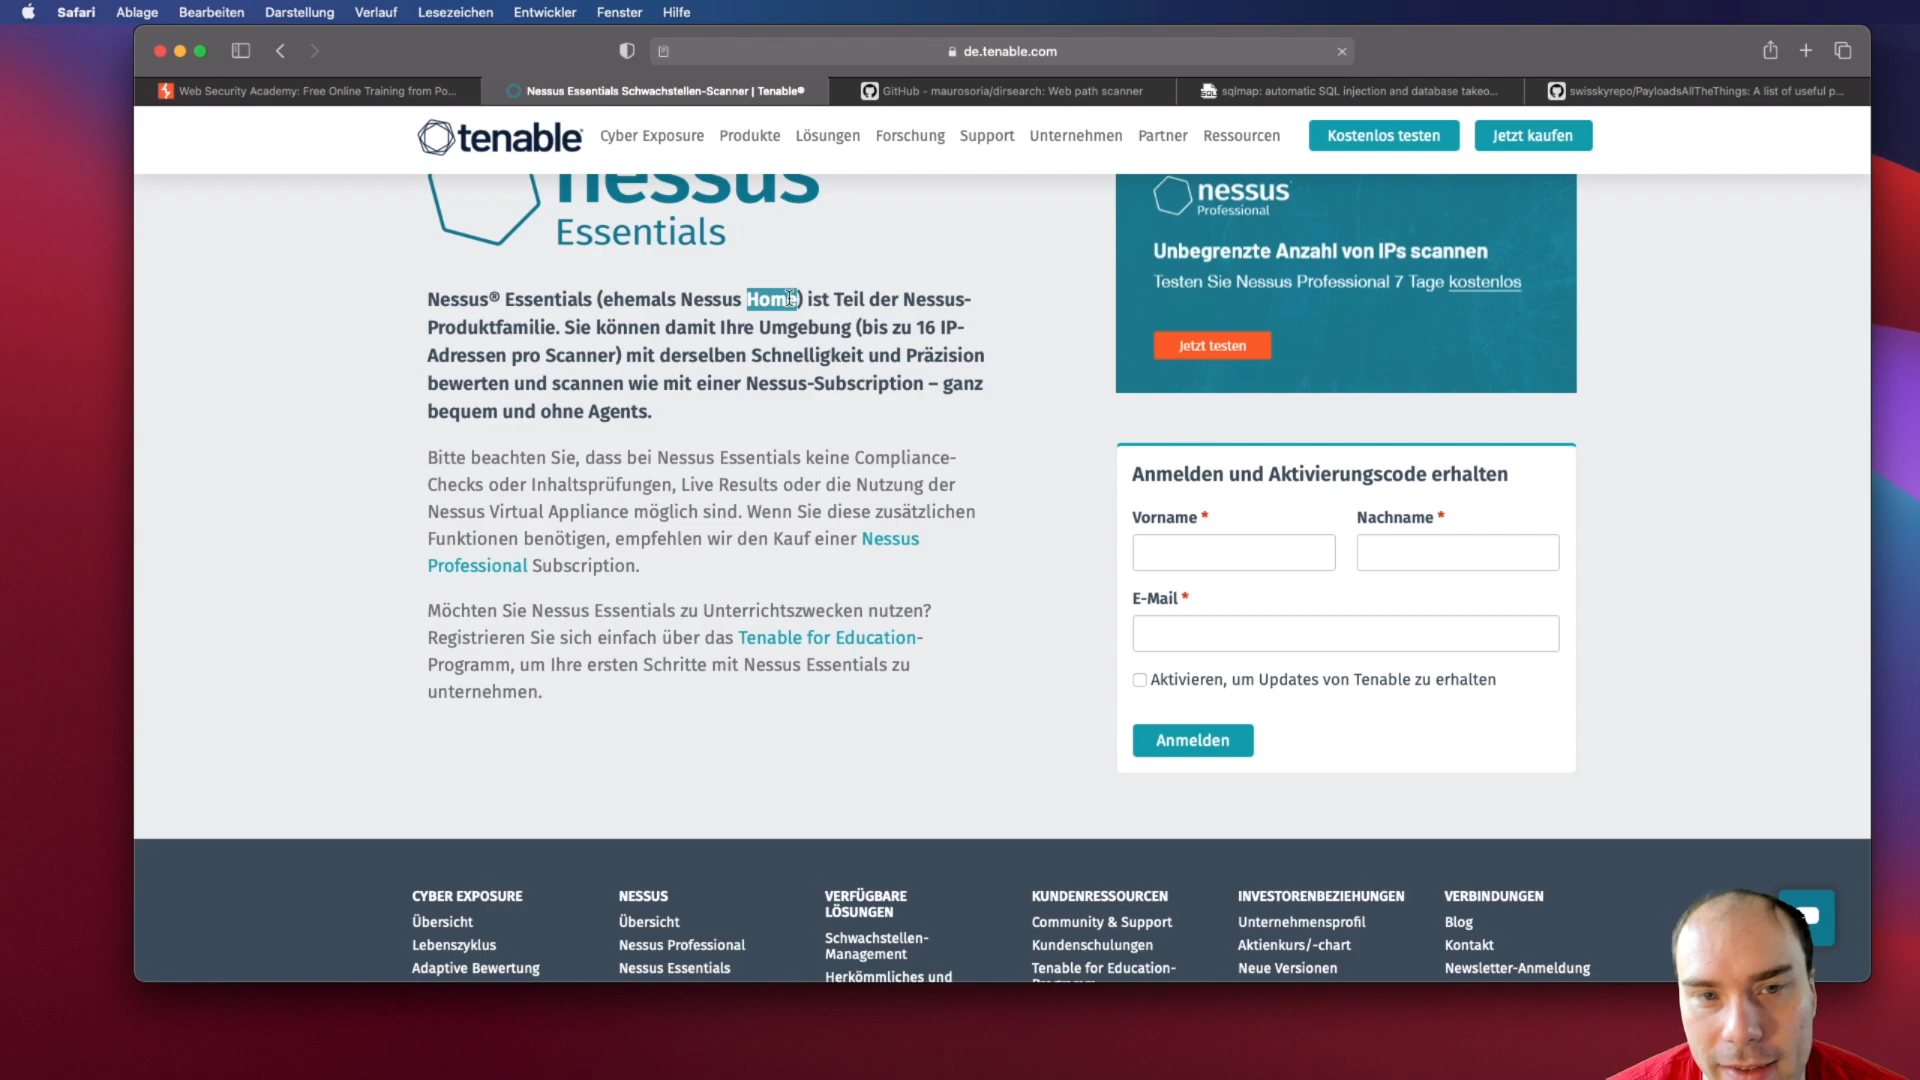 Safari Ablage Bearbeiten Darstellung Verlauf Lesezeichen Entwickler Fenster Hilfe
de.tenable.com
Web Security Academy: Free Online Training from Po...
Nessus Essentials Schwachstellen-Scanner | Tenable®
GitHub - maurosoria/dirsearch: Web path scanner
sqlmap: automatic SQL injection and database takeo...
swisskyrepo/PayloadsAllTheThings: A list of useful p...
tenable
Cyber Exposure Produkte Lösungen Forschung Support Unternehmen Partner Ressourcen Kostenlos testen Jetzt kaufen
nessus
Essentials
Nessus® Essentials (ehemals Nessus Home) ist Teil der Nessus-
Produktfamilie. Sie können damit Ihre Umgebung (bis zu 16 IP-
Adressen pro Scanner) mit derselben Schnelligkeit und Präzision
bewerten und scannen wie mit einer Nessus-Subscription – ganz
bequem und ohne Agents.
Bitte beachten Sie, dass bei Nessus Essentials keine Compliance-
Checks oder Inhaltsprüfungen, Live Results oder die Nutzung der
Nessus Virtual Appliance möglich sind. Wenn Sie diese zusätzlichen
Funktionen benötigen, empfehlen wir den Kauf einer Nessus
Professional Subscription.
Möchten Sie Nessus Essentials zu Unterrichtszwecken nutzen?
Registrieren Sie sich einfach über das Tenable for Education-
Programm, um Ihre ersten Schritte mit Nessus Essentials zu
unternehmen.
nessus
Professional
Unbegrenzte Anzahl von IPs scannen
Testen Sie Nessus Professional 7 Tage kostenlos
Jetzt testen
Anmelden und Aktivierungscode erhalten
Vorname * Nachname *
E-Mail *
Aktivieren, um Updates von Tenable zu erhalten
Anmelden
CYBER EXPOSURE
Übersicht
Lebenszyklus
Adaptive Bewertung
NESSUS
Übersicht
Nessus Professional
Nessus Essentials
VERFÜGBARE
LÖSUNGEN
Schwachstellen-
Management
Herkömmliches und
KUNDENRESSOURCEN
Community & Support
Kundenschulungen
Tenable for Education-
Programm
INVESTORENBEZIEHUNGEN
Unternehmensprofil
Aktienkurs/-chart
Neue Versionen
VERBINDUNGEN
Blog
Kontakt
Newsletter-Anmeldung